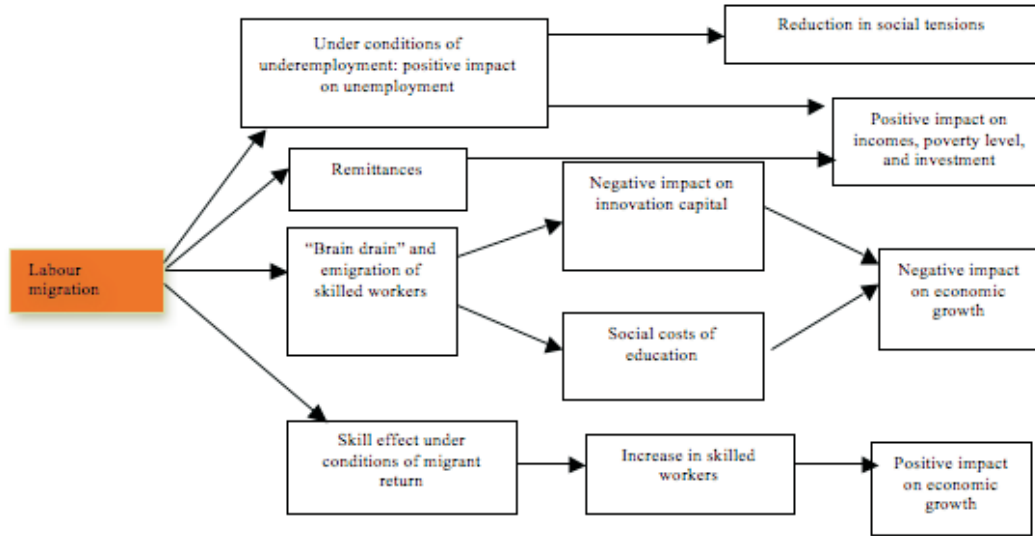 Under conditions of
underemployment: positive impact
on unemployment
Reduction in social tensions
Positive impact on
incomes, poverty level,
and investment
Remittances
Negative impact on
innovation capital
Labour
migration
“Brain drain” and
emigration of
skilled workers
Negative impact
on economic
growth
Social costs of
education
Skill effect under
conditions of migrant
return
Increase in skilled
workers
Positive impact
on economic
growth